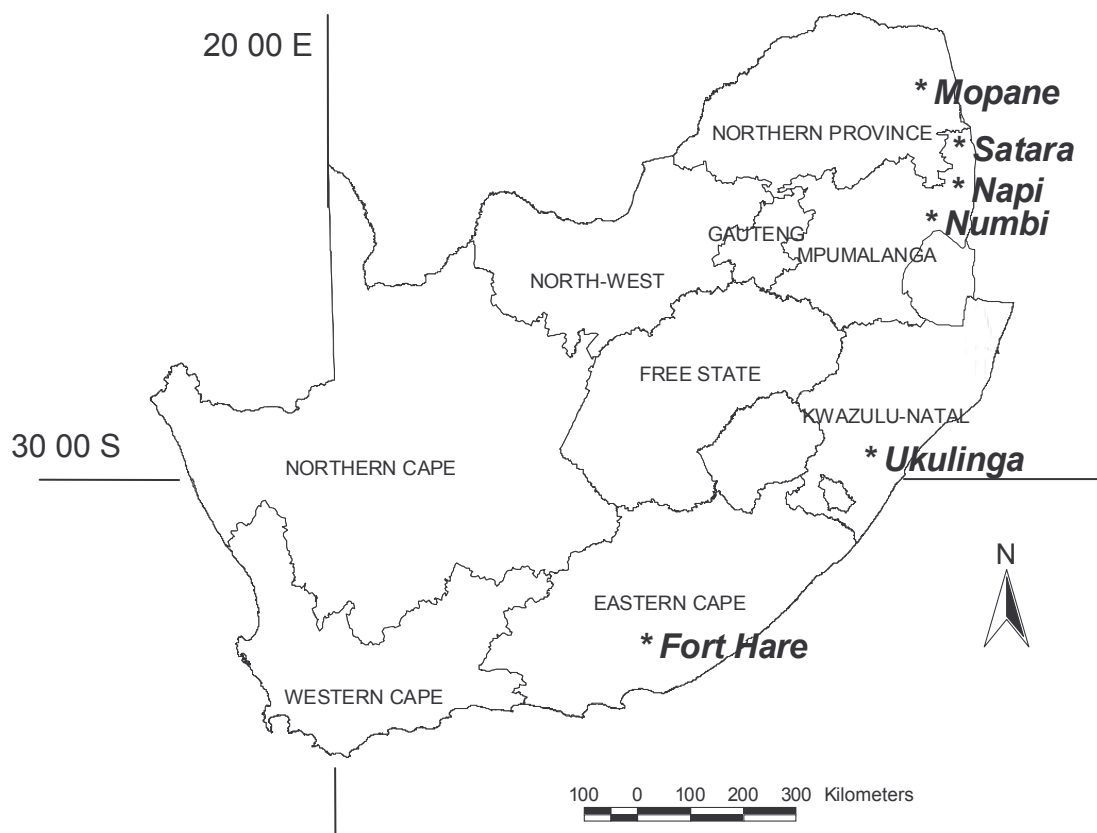 20 00 E
* Mopane
NORTHERN PROVINCE
* Satara
* Napi
* Numbi
GAUTENG
MPUMALANGA
NORTH-WEST
FREE STATE
KWAZULU-NATAL
30 00 S
* Ukulinga
NORTHERN CAPE
N
EASTERN CAPE
* Fort Hare
WESTERN CAPE
100 0 100 200 300 Kilometers